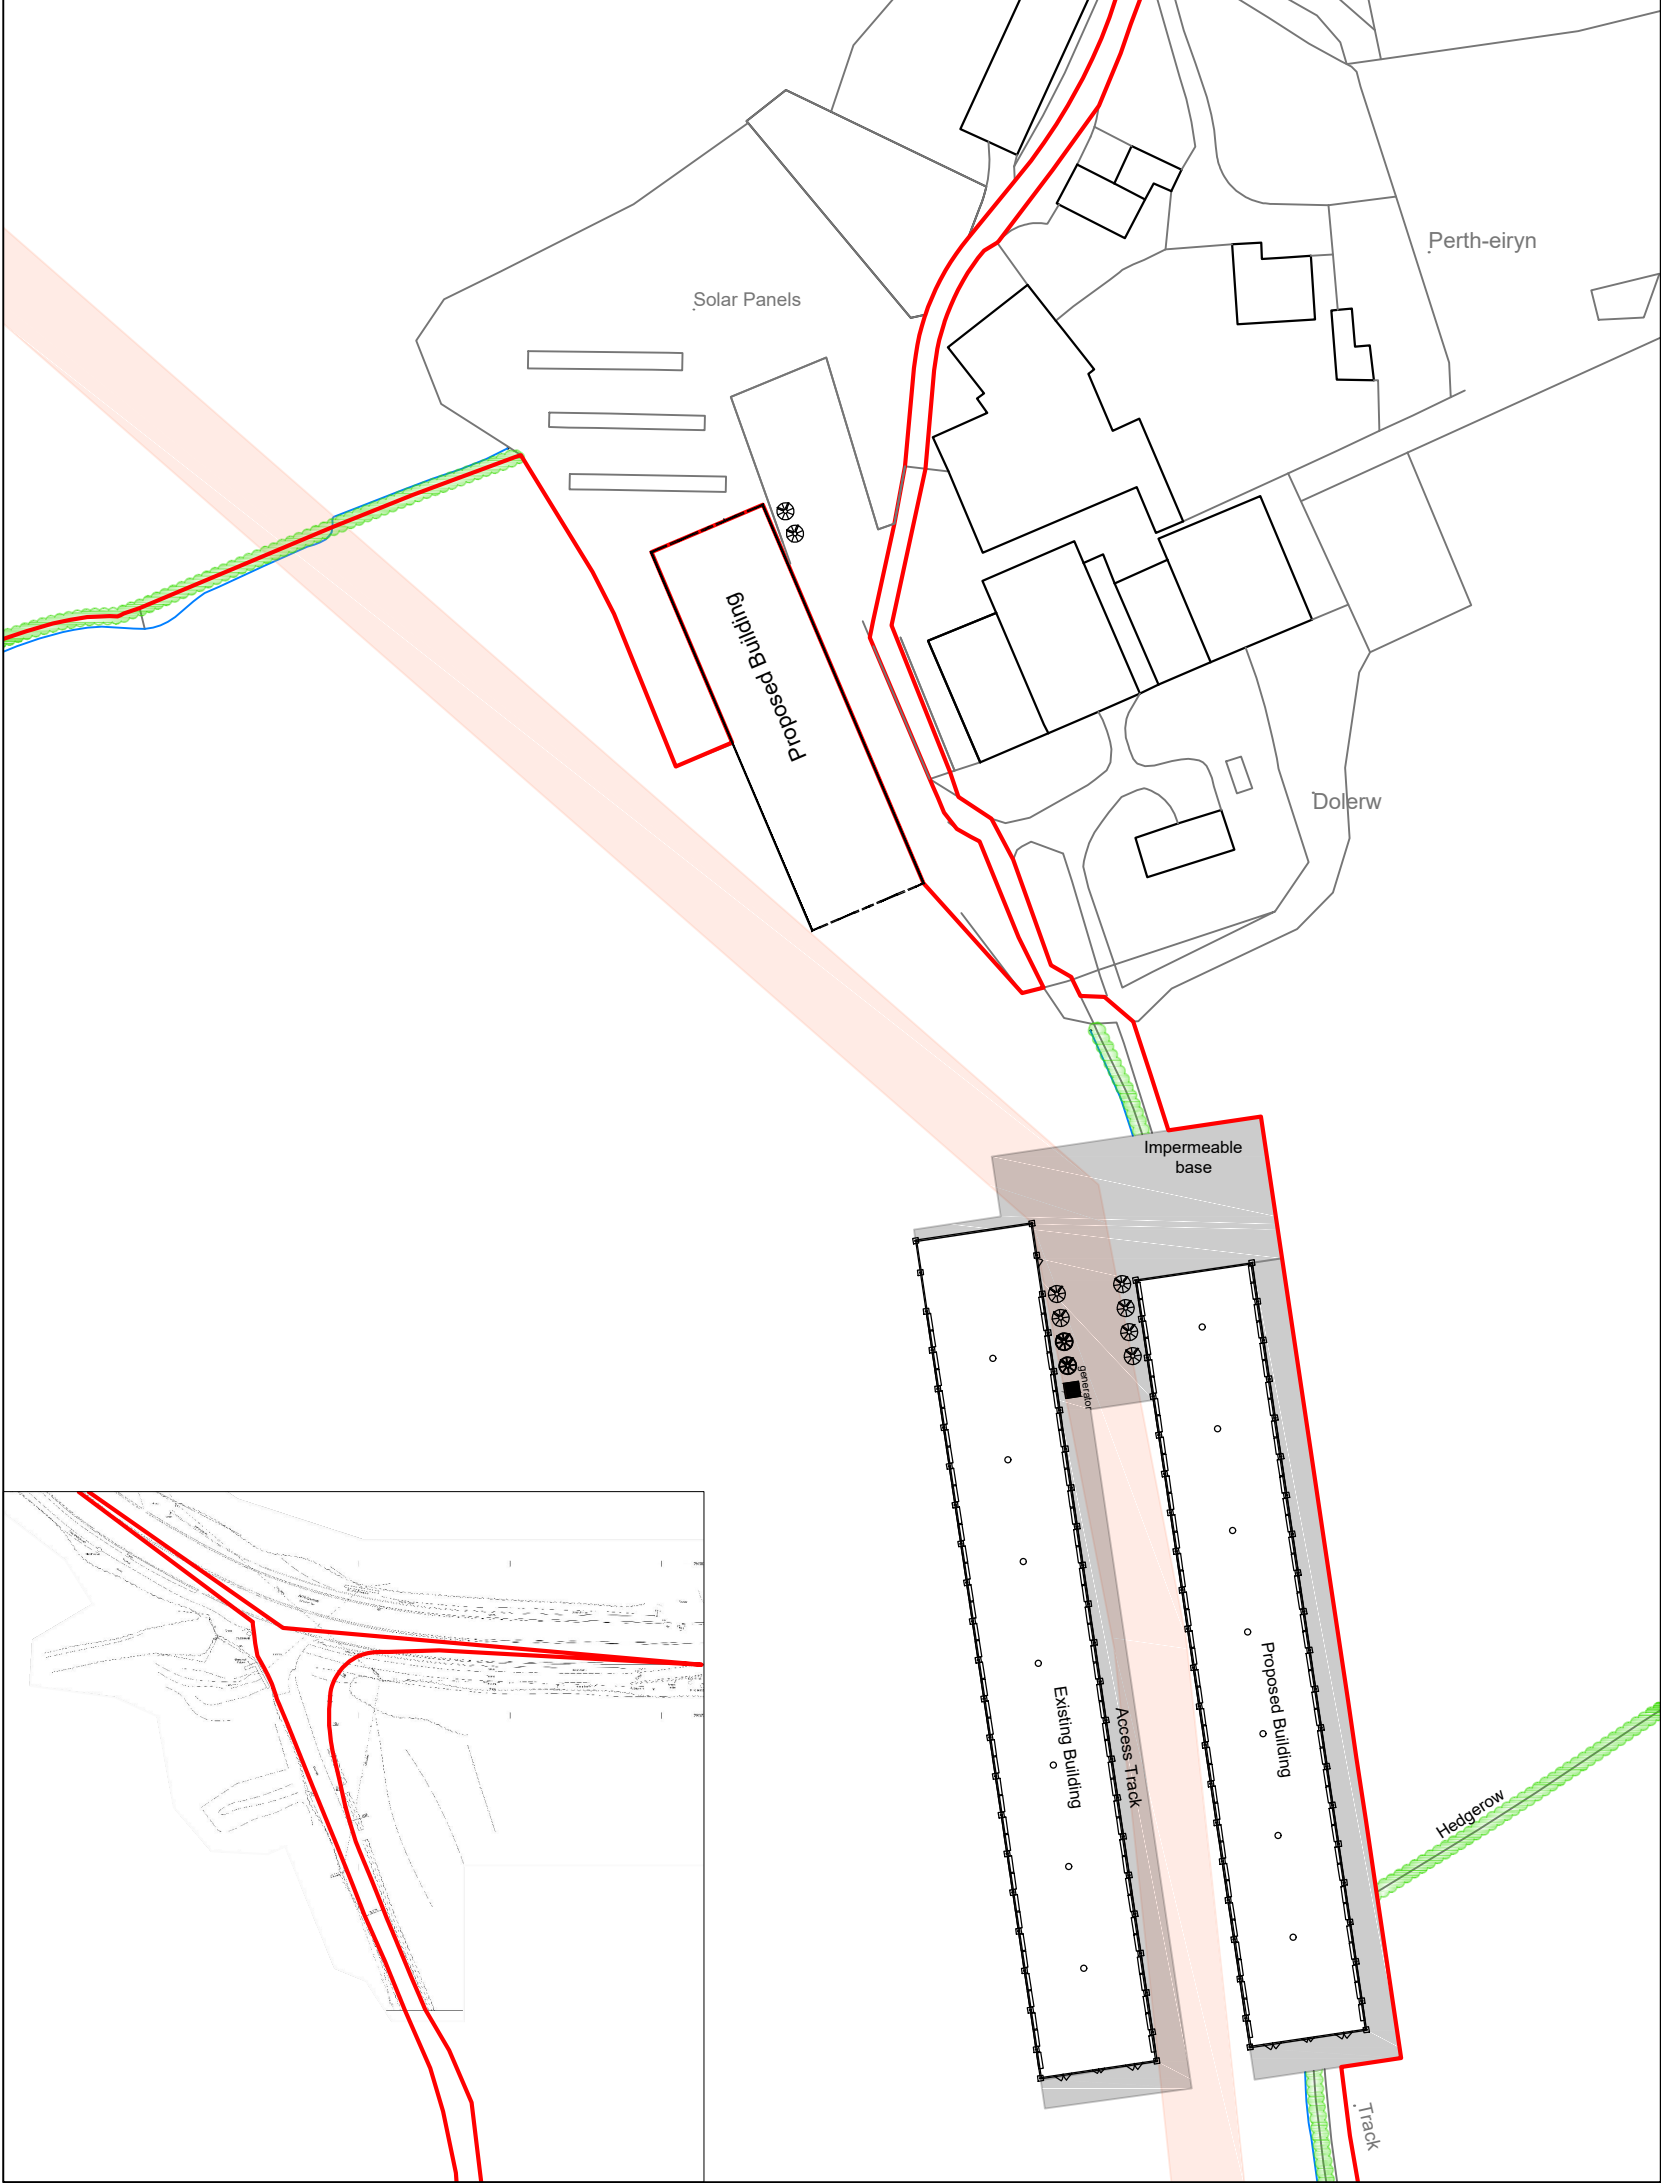 Perth-eiryn
Solar Panels
Proposed Building
Dolerw
Impermeable
base
generator
Existing Building
Access Track
Proposed Building
Hedgerow
Track